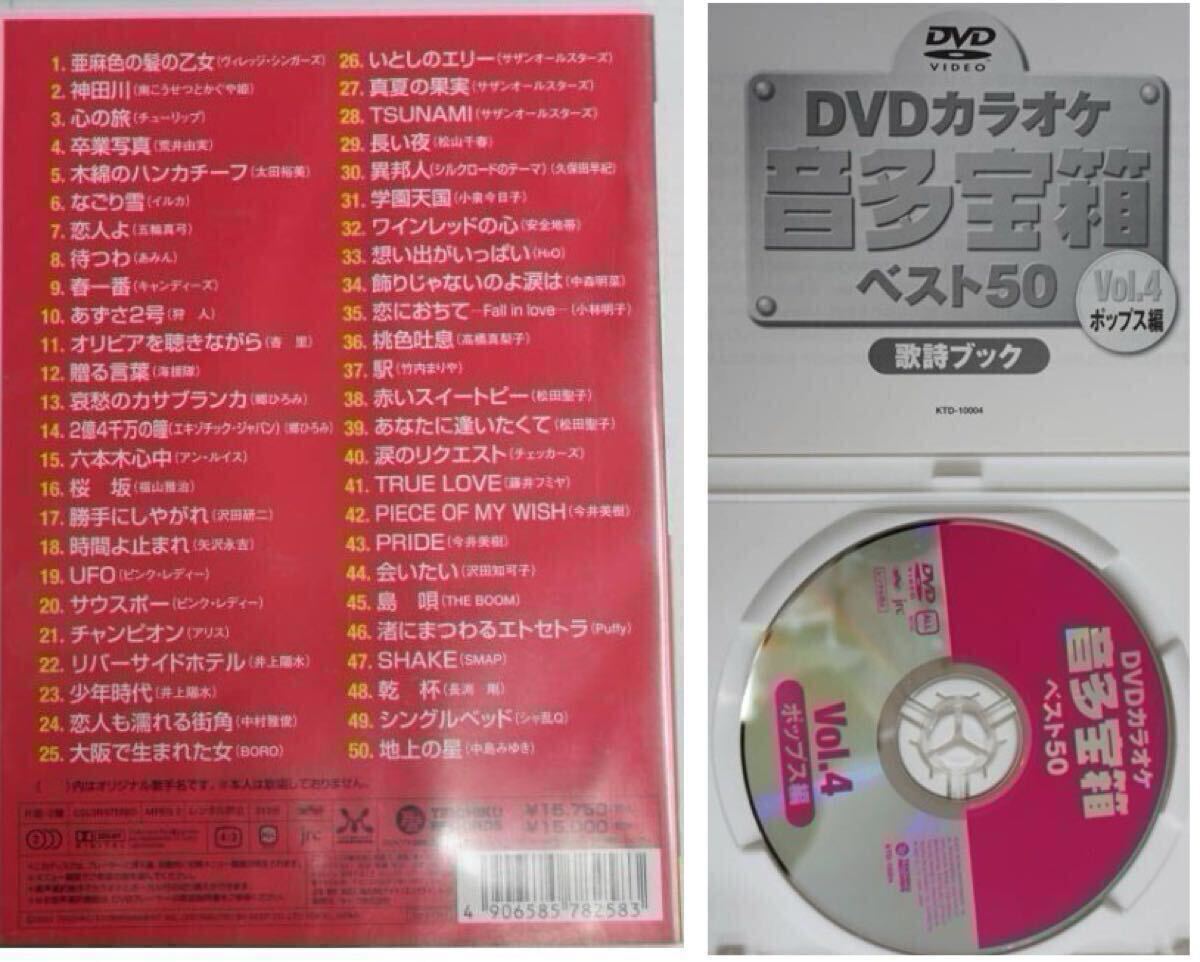 1. 亜麻色の髪の乙女(ヴィレッジ・シンガーズ)
2. 神田川(南こうせつとかぐや姫)
3. 心の旅(チューリップ)
4. 卒業写真(荒井由実)
5. 木綿のハンカチーフ(太田裕美)
6. なごり雪(イルカ)
7. 恋人よ(五輪真弓)
8. 待つわ(あみん)
9. 春一番(キャンディーズ)
10. あずさ2号(狩 人)
11. オリビアを聴きながら(杏 里)
12. 贈る言葉(海援隊)
13. 哀愁のカサブランカ(郷ひろみ)
14. 2億4千万の瞳(エキゾチック・ジャパン)(郷ひろみ)
15. 六本木心中(アン・ルイス)
16. 桜 坂(福山雅治)
17. 勝手にしやがれ(沢田研二)
18. 時間よ止まれ(矢沢永吉)
19. UFO(ピンク・レディー)
20. サウスポー(ピンク・レディー)
21. チャンピオン(アリス)
22. リバーサイドホテル(井上陽水)
23. 少年時代(井上陽水)
24. 恋人も濡れる街角(中村雅俊)
25. 大阪で生まれた女(BORO)
26. いとしのエリー(サザンオールスターズ)
27. 真夏の果実(サザンオールスターズ)
28. TSUNAMI(サザンオールスターズ)
29. 長い夜(松山千春)
30. 異邦人(シルクロードのテーマ)(久保田早紀)
31. 学園天国(小泉今日子)
32. ワインレッドの心(安全地帯)
33. 想い出がいっぱい(H2O)
34. 飾りじゃないのよ涙は(中森明菜)
35. 恋におちて—Fall in love—(小林明子)
36. 桃色吐息(高橋真梨子)
37. 駅(竹内まりや)
38. 赤いスイートピー(松田聖子)
39. あなたに逢いたくて(松田聖子)
40. 涙のリクエスト(チェッカーズ)
41. TRUE LOVE(藤井フミヤ)
42. PIECE OF MY WISH(今井美樹)
43. PRIDE(今井美樹)
44. 会いたい(沢田知可子)
45. 島 唄(THE BOOM)
46. 渚にまつわるエトセトラ(Puffy)
47. SHAKE(SMAP)
48. 乾 杯(長渕 剛)
49. シングルベッド(シャ乱Q)
50. 地上の星(中島みゆき)
( )内はオリジナル歌手名です。※本人は歌唱しておりません。
jrc
¥15,750
¥15,000
4 906585 782583
DVD
VIDEO
DVDカラオケ
音多宝箱
ベスト50
Vol.4
ポップス編
歌詩ブック
KTD-10004
DVD
jrc
DVDカラオケ
音多宝箱
ベスト50
Vol.4
ポップス編
KTD-10004